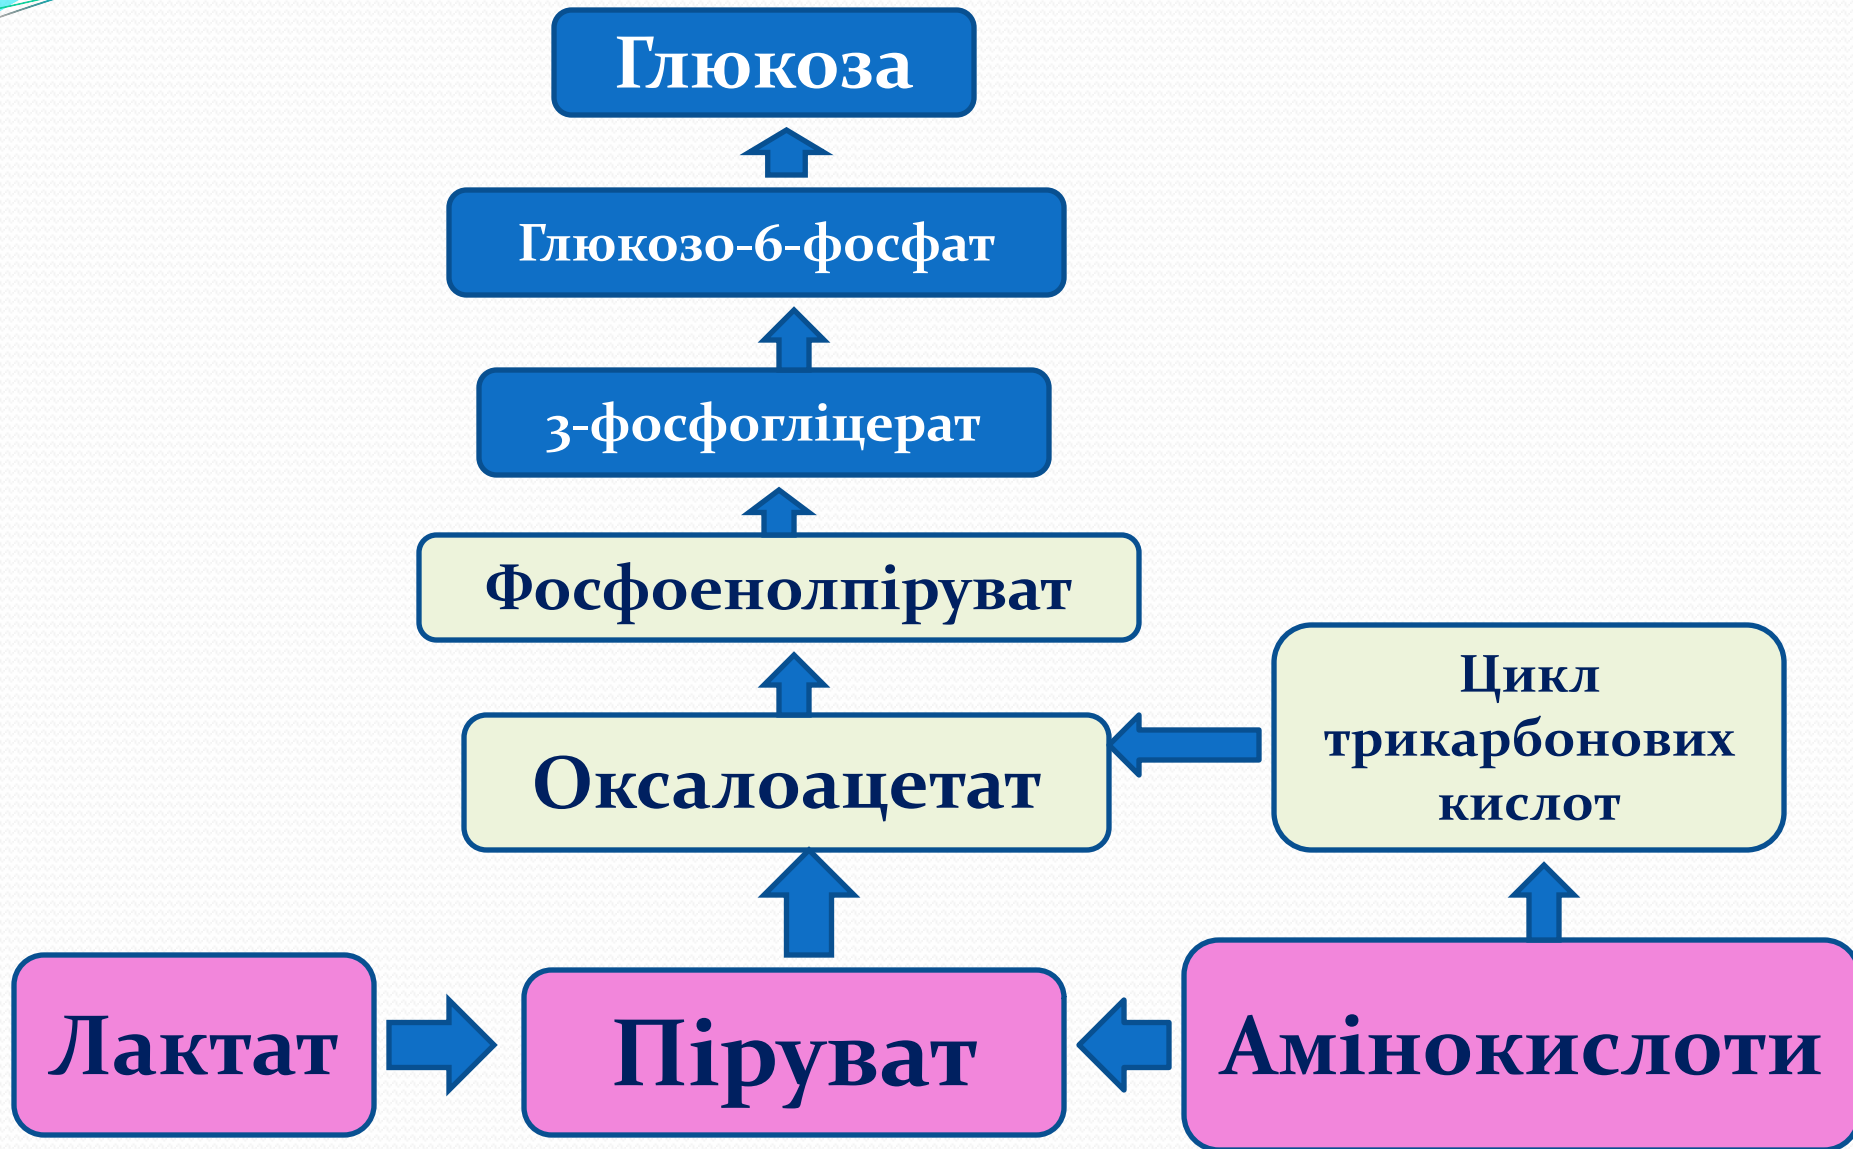 Глюкоза
Глюкозо-6-фосфат
3-фосфогліцерат
Фосфоенолпіруват
Цикл
трикарбонових
кислот
Оксалоацетат
Лактат
Піруват
Амінокислоти